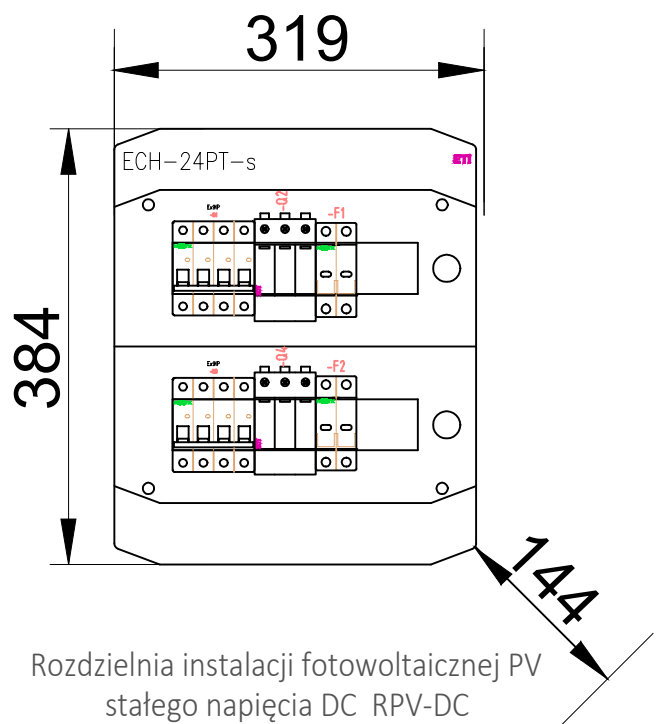 319
ECH-24PT-s
ETI
-Q2
-F1
384
-Q4
-F2
144
Rozdzielnia instalacji fotowoltaicznej PV
stałego napięcia DC RPV-DC